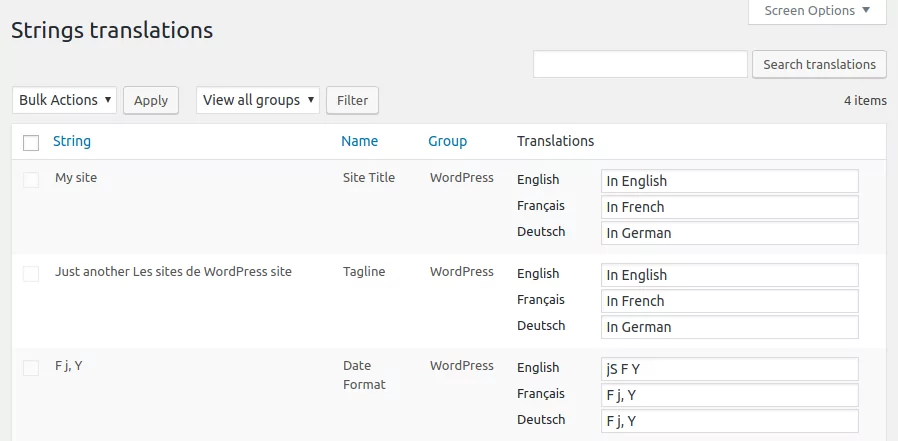 Screen Options ▼
Strings translations
Search translations
Bulk Actions ▼ Apply View all groups ▼ Filter 4 items
String Name Group Translations
My site Site Title WordPress English In English
Français In French
Deutsch In German
Just another Les sites de WordPress site Tagline WordPress English In English
Français In French
Deutsch In German
F j, Y Date Format WordPress English jS F Y
Français F j, Y
Deutsch F j, Y